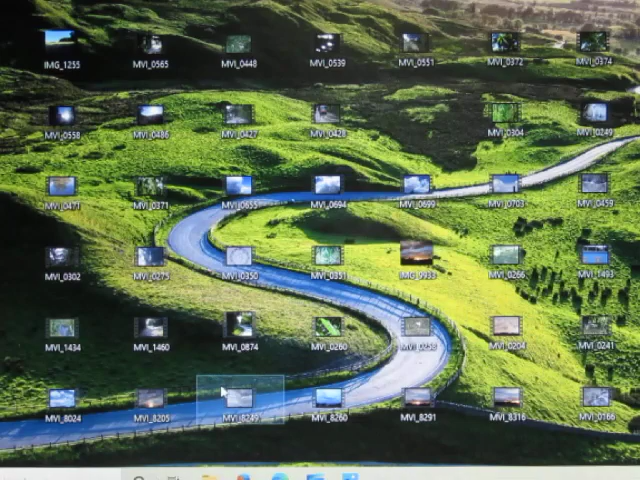 IMG_1255 MVI_0565 MVI_0448 MVI_0539 MVI_0551 MVI_0372 MVI_0374
MVI_0558 MVI_0486 MVI_0427 MVI_0428 MVI_0304 MVI_0249
MVI_0471 MVI_0371 MVI_0655 MVI_0694 MVI_0699 MVI_0703 MVI_0459
MVI_0302 MVI_0275 MVI_0350 MVI_0351 IMG_0933 MVI_0266 MVI_1493
MVI_1434 MVI_1460 MVI_0874 MVI_0260 MVI_0258 MVI_0204 MVI_0241
MVI_8024 MVI_8205 MVI_8249 MVI_8260 MVI_8291 MVI_8316 MVI_0166